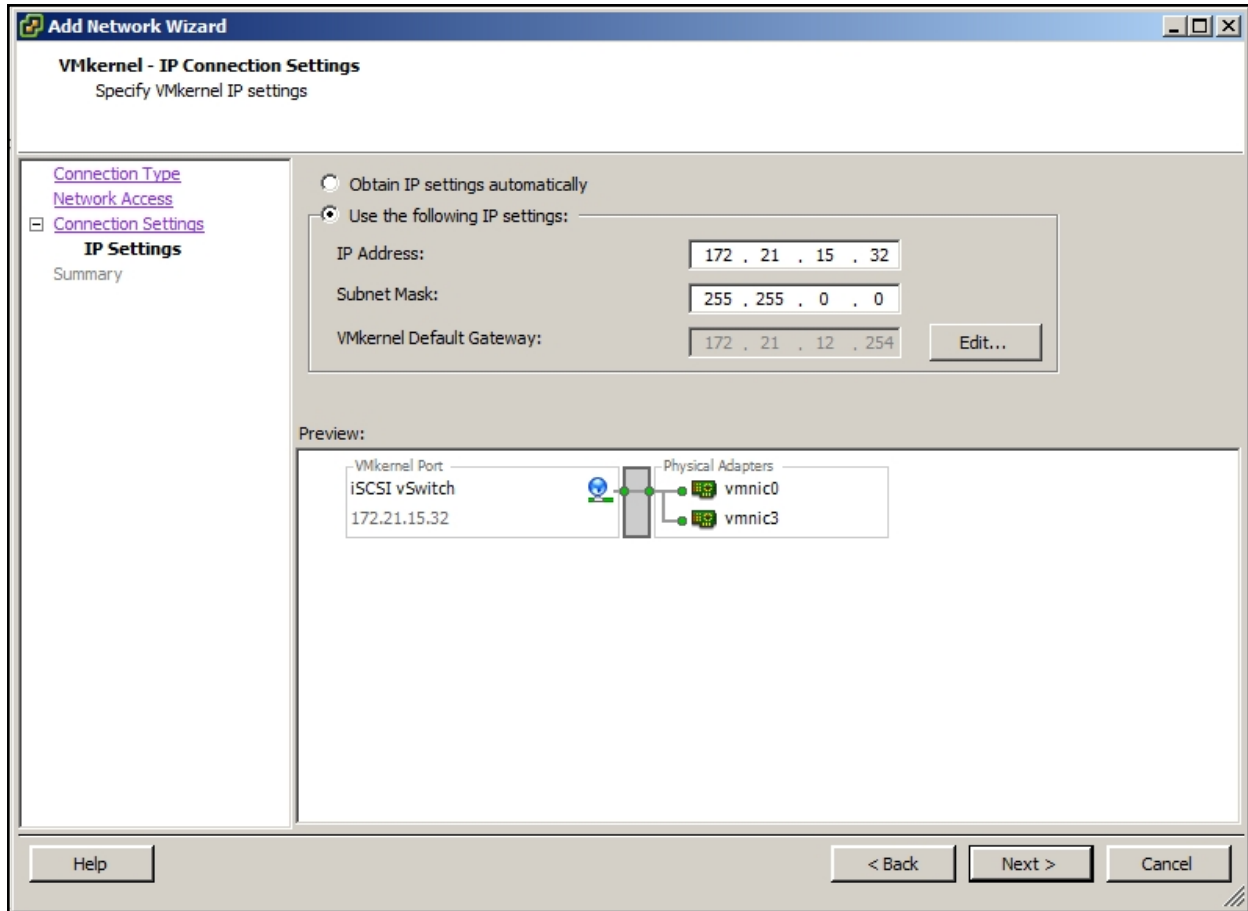 Add Network Wizard
VMkernel - IP Connection Settings
Specify VMkernel IP settings
Connection Type
Network Access
Connection Settings
IP Settings
Summary
Obtain IP settings automatically
Use the following IP settings:
IP Address: 172 . 21 . 15 . 32
Subnet Mask: 255 . 255 . 0 . 0
VMkernel Default Gateway: 172 . 21 . 12 . 254 Edit...
Preview:
VMkernel Port
iSCSI vSwitch
172.21.15.32
Physical Adapters
vmnic0
vmnic3
Help
< Back
Next >
Cancel